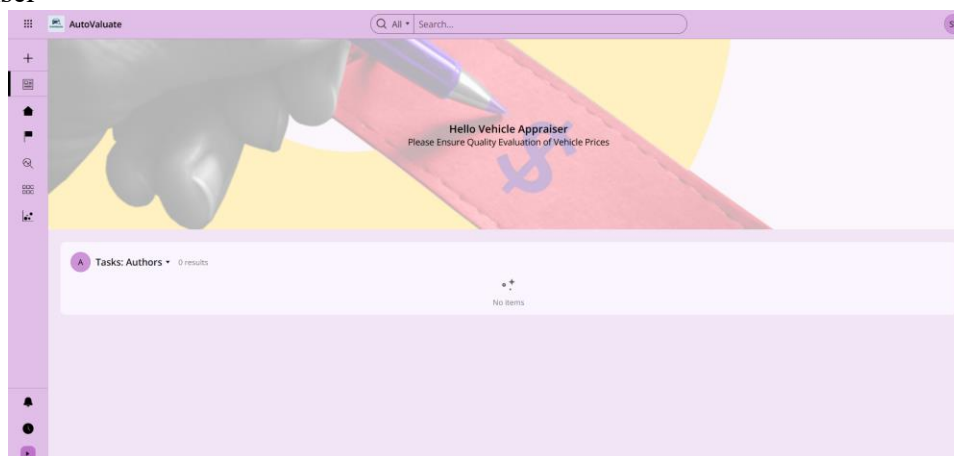 AutoValuate
All
Search...
S
Hello Vehicle Appraiser
Please Ensure Quality Evaluation of Vehicle Prices
$
A Tasks: Authors 0 results
No items